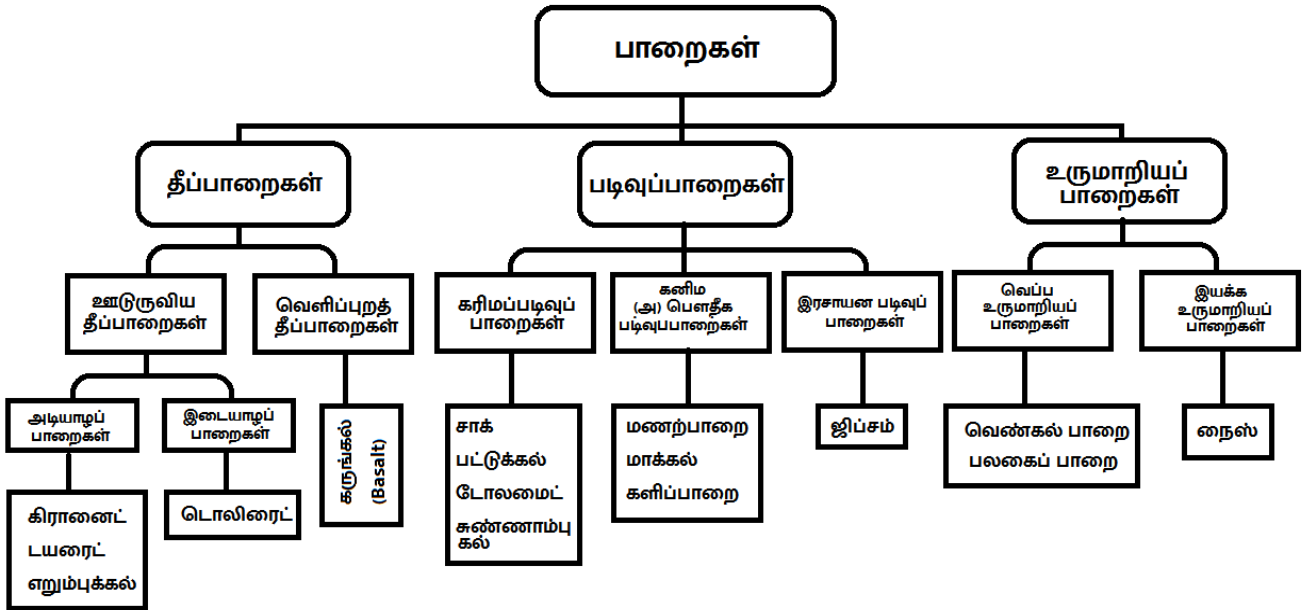 பாறைகள்
தீப்பாறைகள்
படிவுப்பாறைகள்
உருமாறியப்
பாறைகள்
ஊடுருவிய
தீப்பாறைகள்
வெளிப்புறத்
தீப்பாறைகள்
கரிமப்படிவுப்
பாறைகள்
கனிம
(அ) பௌதீக
படிவுபபாறைகள்
இரசாயன படிவுப்
பாறைகள்
வெப்ப
உருமாறியப்
பாறைகள்
இயக்க
உருமாறியப்
பாறைகள்
அடியாழப்
பாறைகள்
இடையாழப்
பாறைகள்
கருங்கல்
(Basalt)
சாக்
பட்டுக்கல்
டோலமைட்
சுண்ணாம்பு
கல்
மணற்பாறை
மாக்கல்
களிப்பாறை
ஜிப்சம்
வெண்கல் பாறை
பலகைப் பாறை
நைஸ்
கிரானைட்
டயரைட்
எறும்புக்கல்
டொலிரைட்